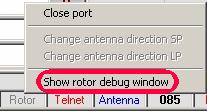 Close port
Change antenna direction SP
Change antenna direction LP
Show rotor debug window
Rotor Telnet Antenna 085